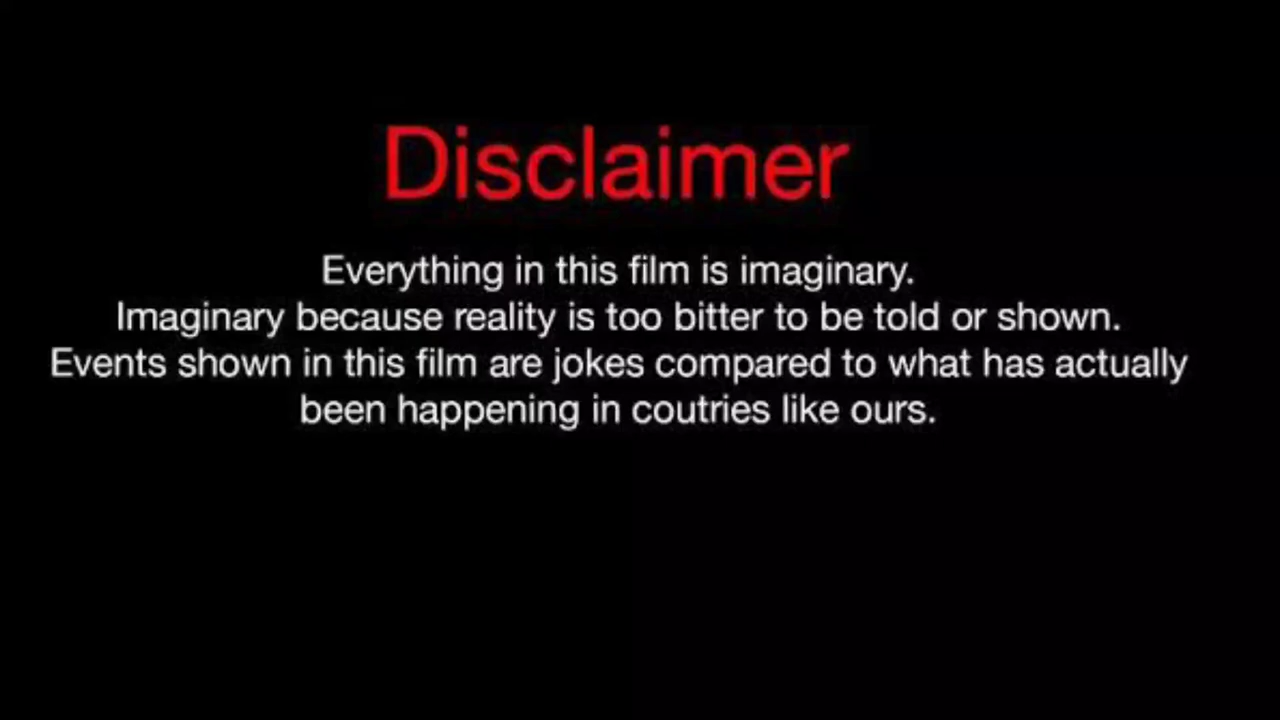 Disclaimer
Everything in this film is imaginary.
Imaginary because reality is too bitter to be told or shown.
Events shown in this film are jokes compared to what has actually
been happening in coutries like ours.